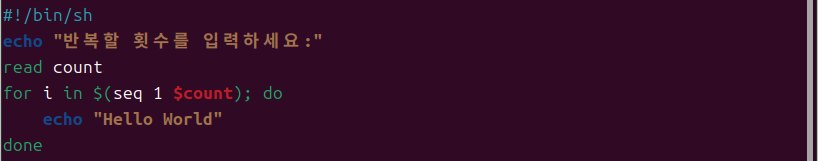 #!/bin/sh
echo "반복할 횟수를 입력하세요:"
read count
for i in $(seq 1 $count); do
    echo "Hello World"
done